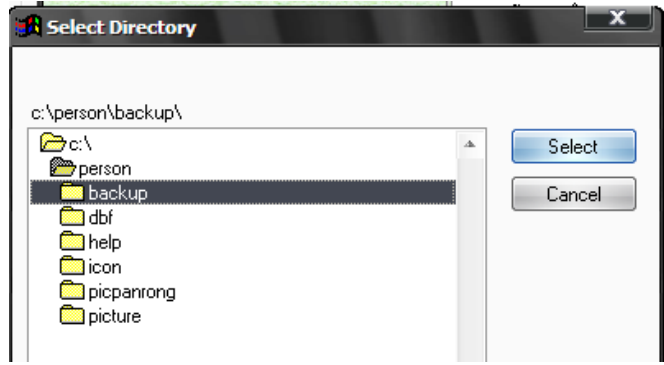 Select Directory
X
c:\person\backup\
c:\
person
backup
dbf
help
icon
picpanrong
picture
Select
Cancel